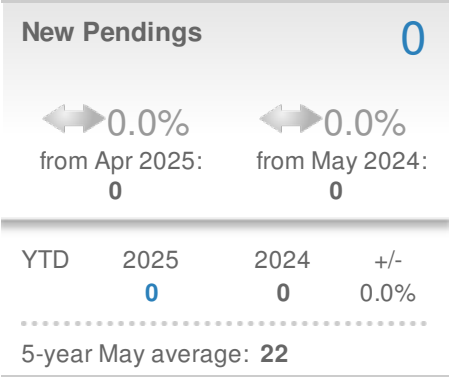 New Pendings 0
0.0% 0.0%
from Apr 2025: from May 2024:
0 0
YTD 2025 2024 +/-
0 0 0.0%
5-year May average: 22